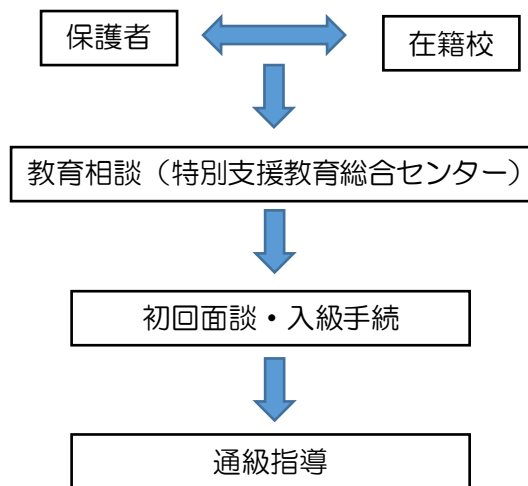 保護者
在籍校
教育相談（特別支援教育総合センター）
初回面談・入級手続
通級指導